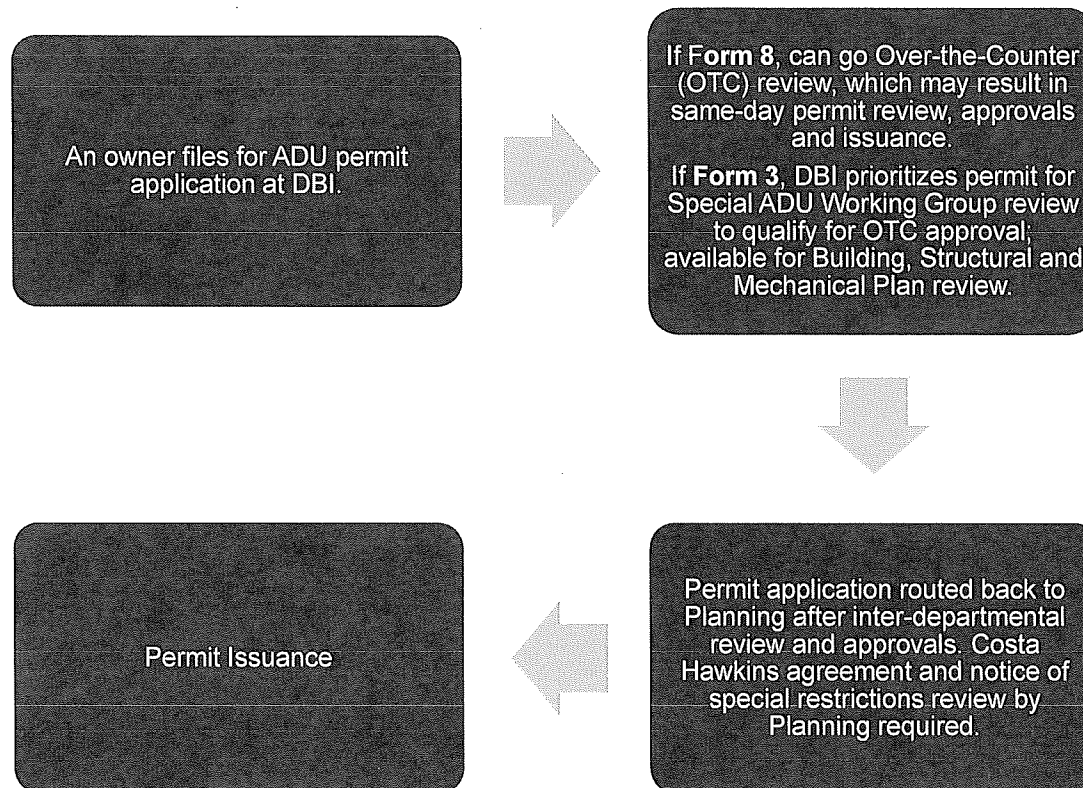 An owner files for ADU permit
application at DBI.
If Form 8, can go Over-the-Counter
(OTC) review, which may result in
same-day permit review, approvals
and issuance.
If Form 3, DBI prioritizes permit for
Special ADU Working Group review
to qualify for OTC approval;
available for Building, Structural and
Mechanical Plan review.
Permit application routed back to
Planning after inter-departmental
review and approvals. Costa
Hawkins agreement and notice of
special restrictions review by
Planning required.
Permit Issuance